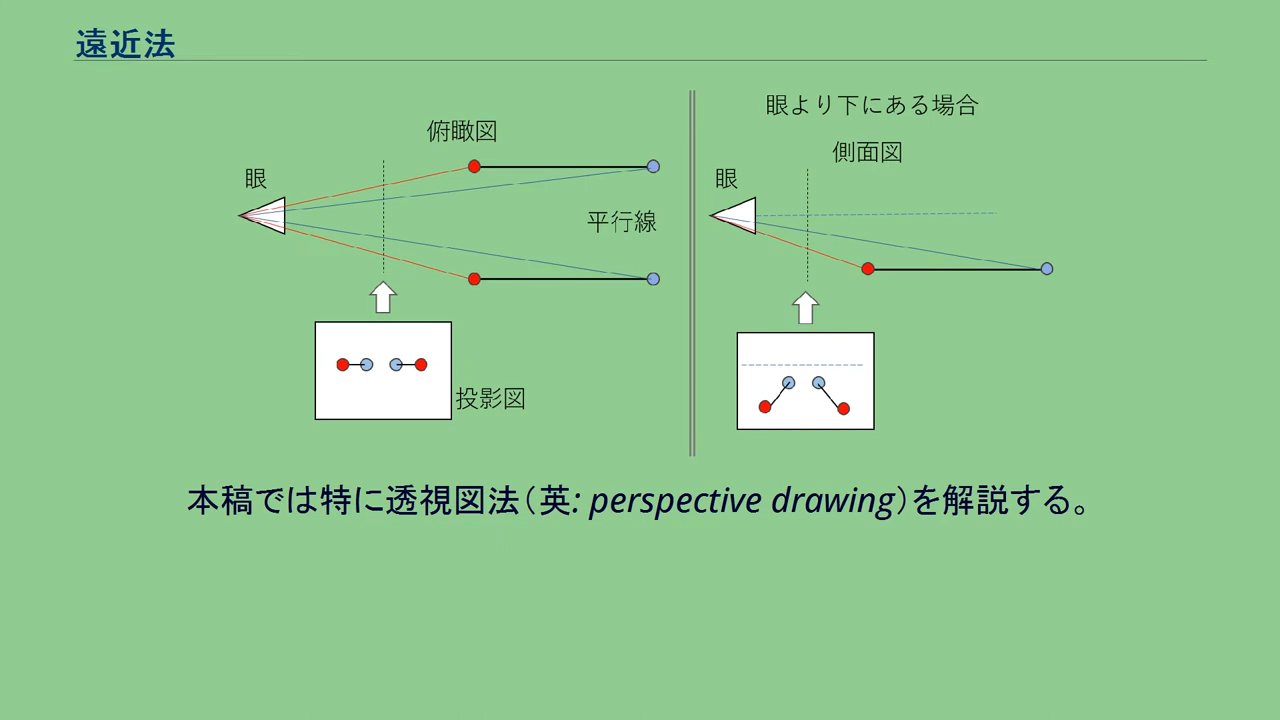 遠近法
俯瞰図
眼
平行線
投影図
眼より下にある場合
側面図
眼
本稿では特に透視図法(英: perspective drawing)を解説する。